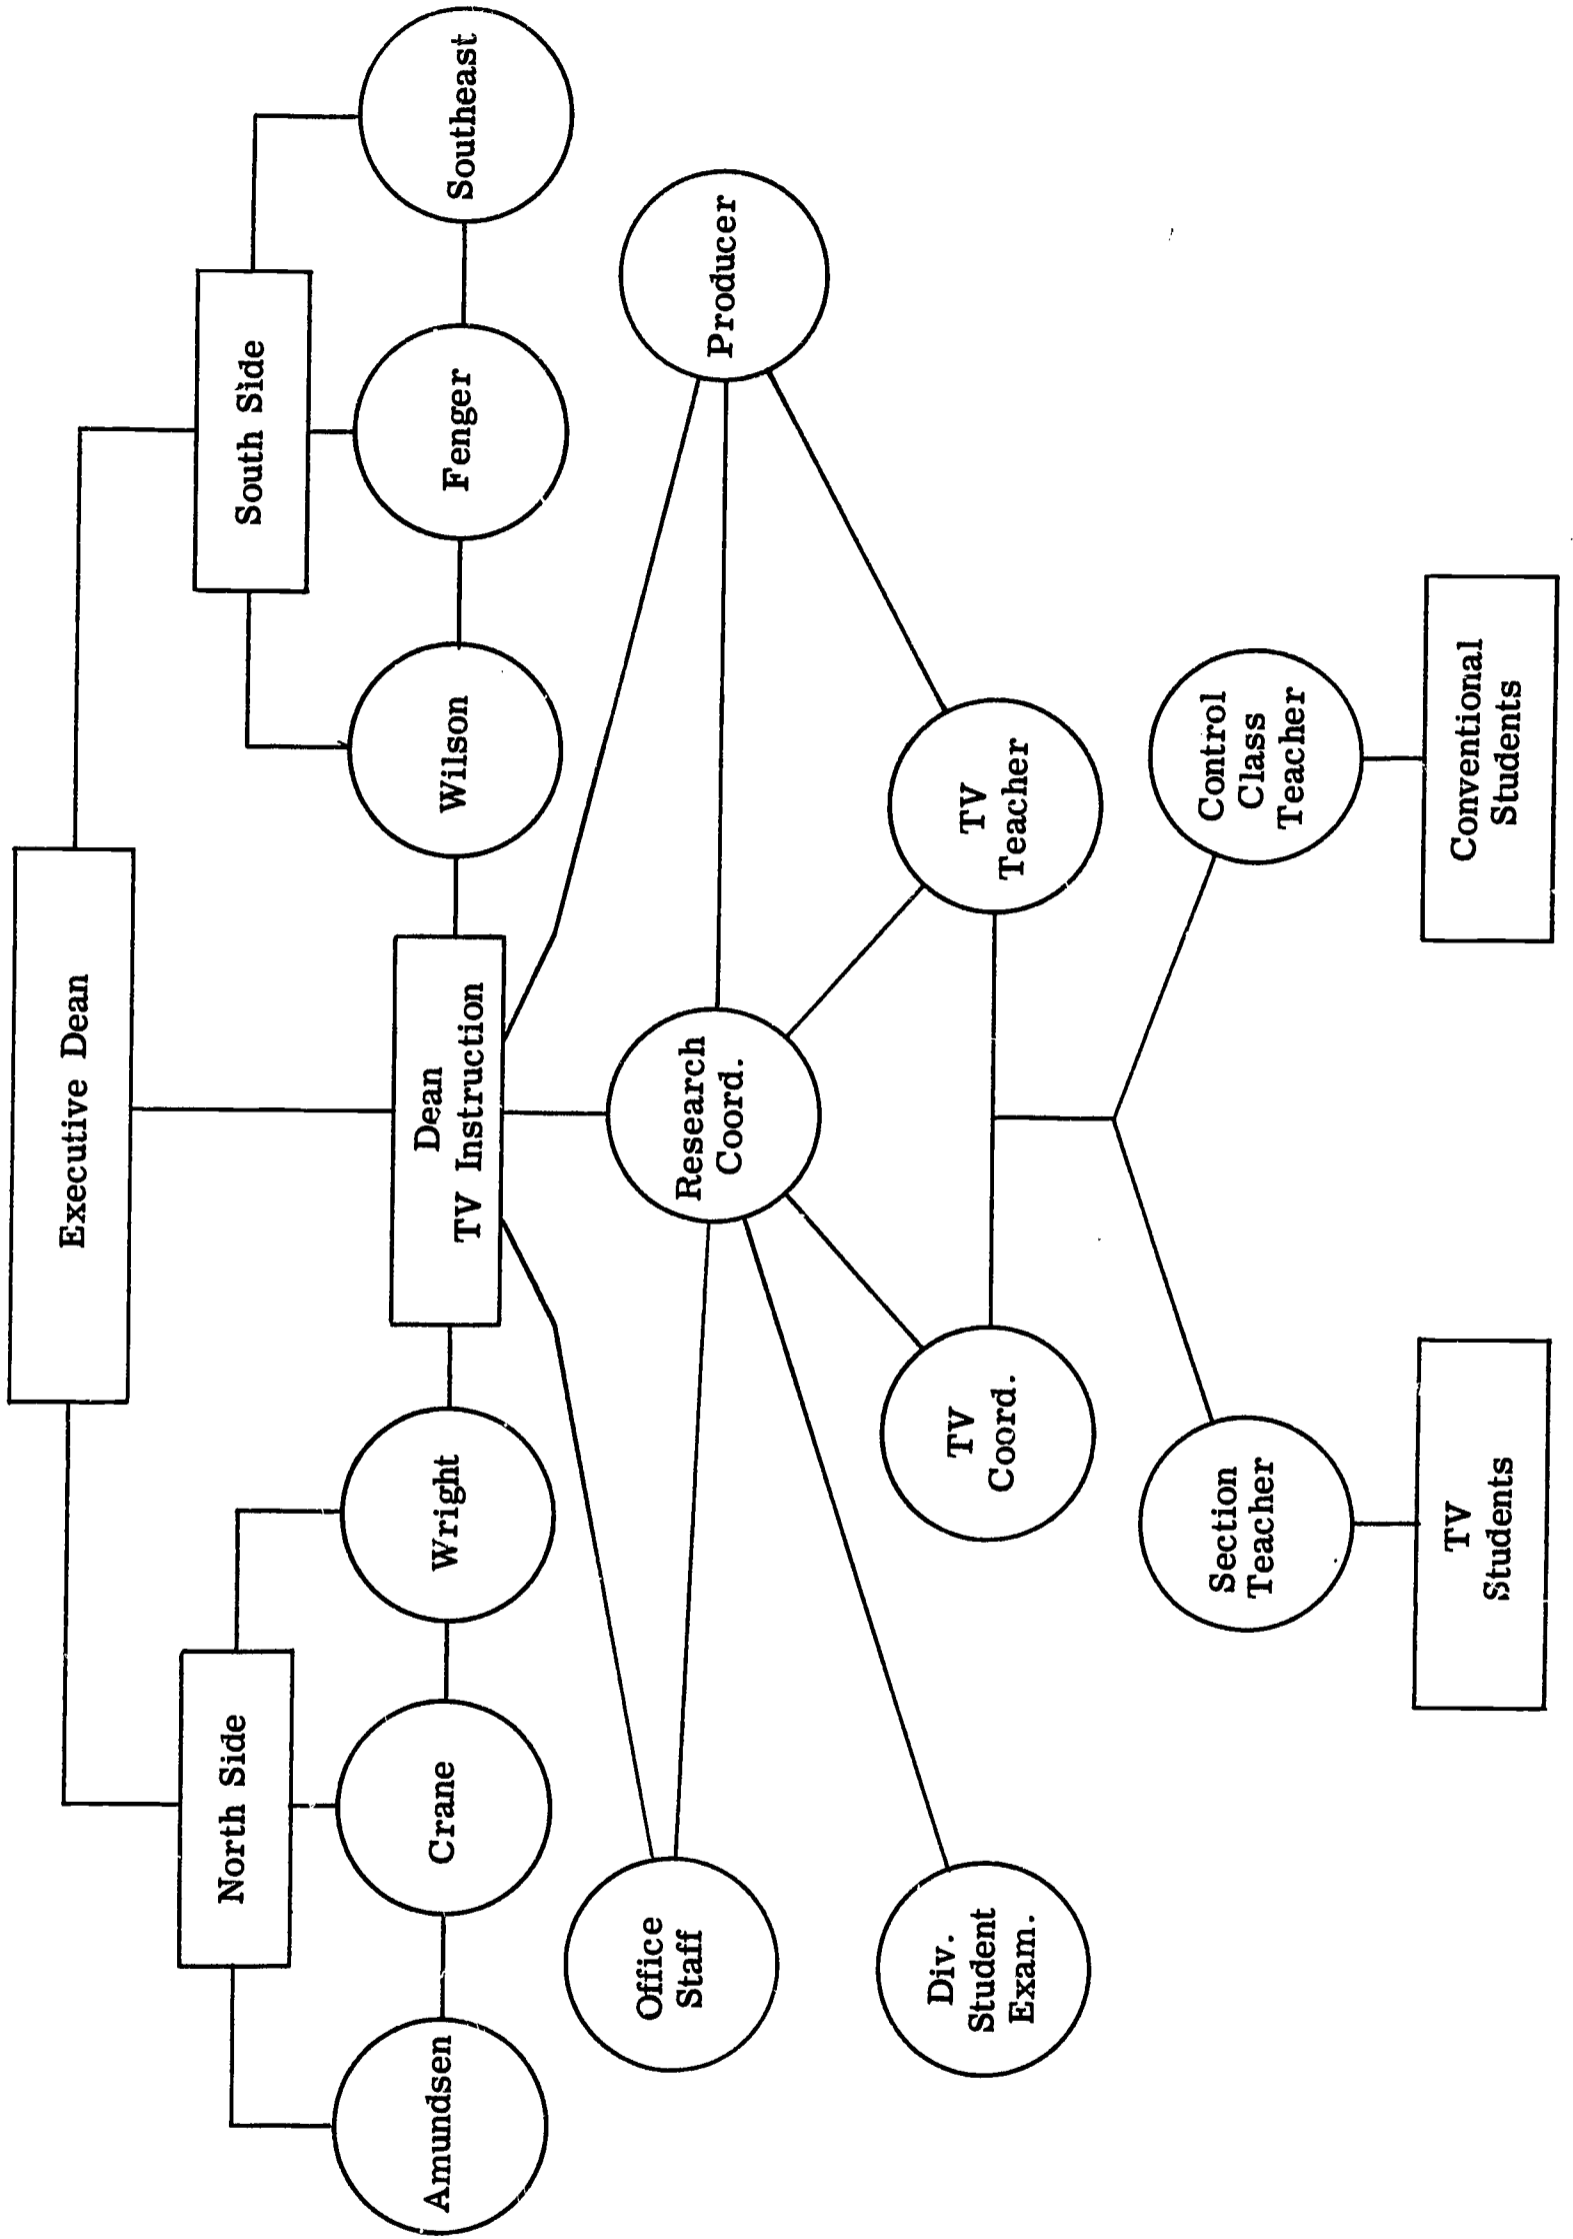 Executive Dean
North Side
South Side
Amundsen
Crane
Wright
Dean
TV Instruction
Wilson
Fenger
Southeast
Office
Staff
Research
Coord.
Producer
Div.
Student
Exam.
TV
Coord.
TV
Teacher
Section
Teacher
Control
Class
Teacher
TV
Students
Conventional
Students